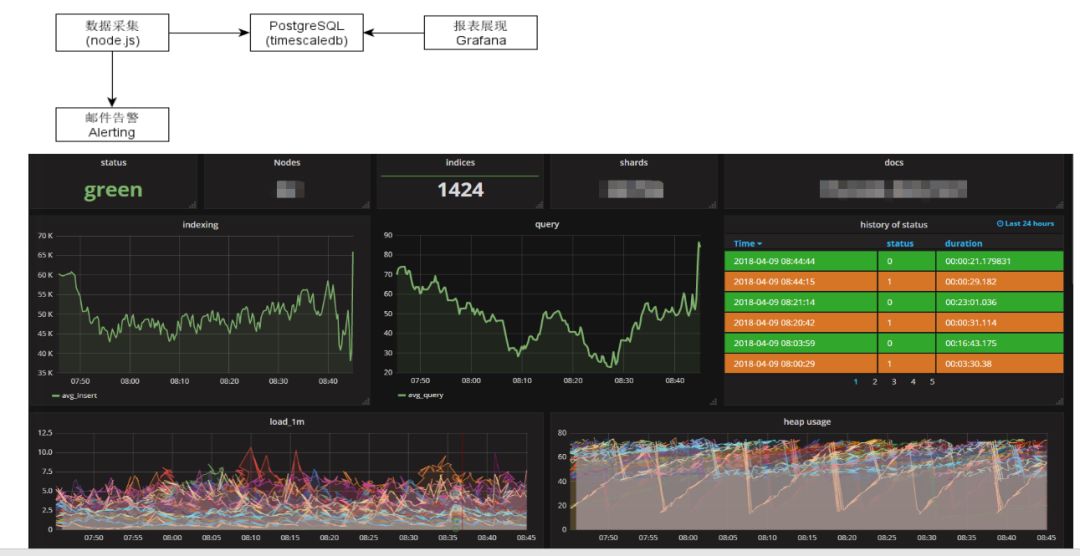 数据采集
(node.js)
PostgreSQL
(timescaledb)
报表展现
Grafana
邮件告警
Alerting
status
green
Nodes
indices
1424
shards
docs
indexing
70 K
65 K
60 K
55 K
50 K
45 K
40 K
35 K
07:50 08:00 08:10 08:20 08:30 08:40
avg_insert
query
90
80
70
60
50
40
30
20
07:50 08:00 08:10 08:20 08:30 08:40
avg_query
history of status
Last 24 hours
Time status duration
2018-04-09 08:44:44 0 00:00:21.179831
2018-04-09 08:44:15 1 00:00:29.182
2018-04-09 08:21:14 0 00:23:01.036
2018-04-09 08:20:42 1 00:00:31.114
2018-04-09 08:03:59 0 00:16:43.175
2018-04-09 08:00:29 1 00:03:30.38
1 2 3 4 5
load_1m
12.5
10.0
7.5
5.0
2.5
0
07:50 07:55 08:00 08:05 08:10 08:15 08:20 08:25 08:30 08:35 08:40 08:45
heap usage
80
60
40
20
0
07:50 07:55 08:00 08:05 08:10 08:15 08:20 08:25 08:30 08:35 08:40 08:45